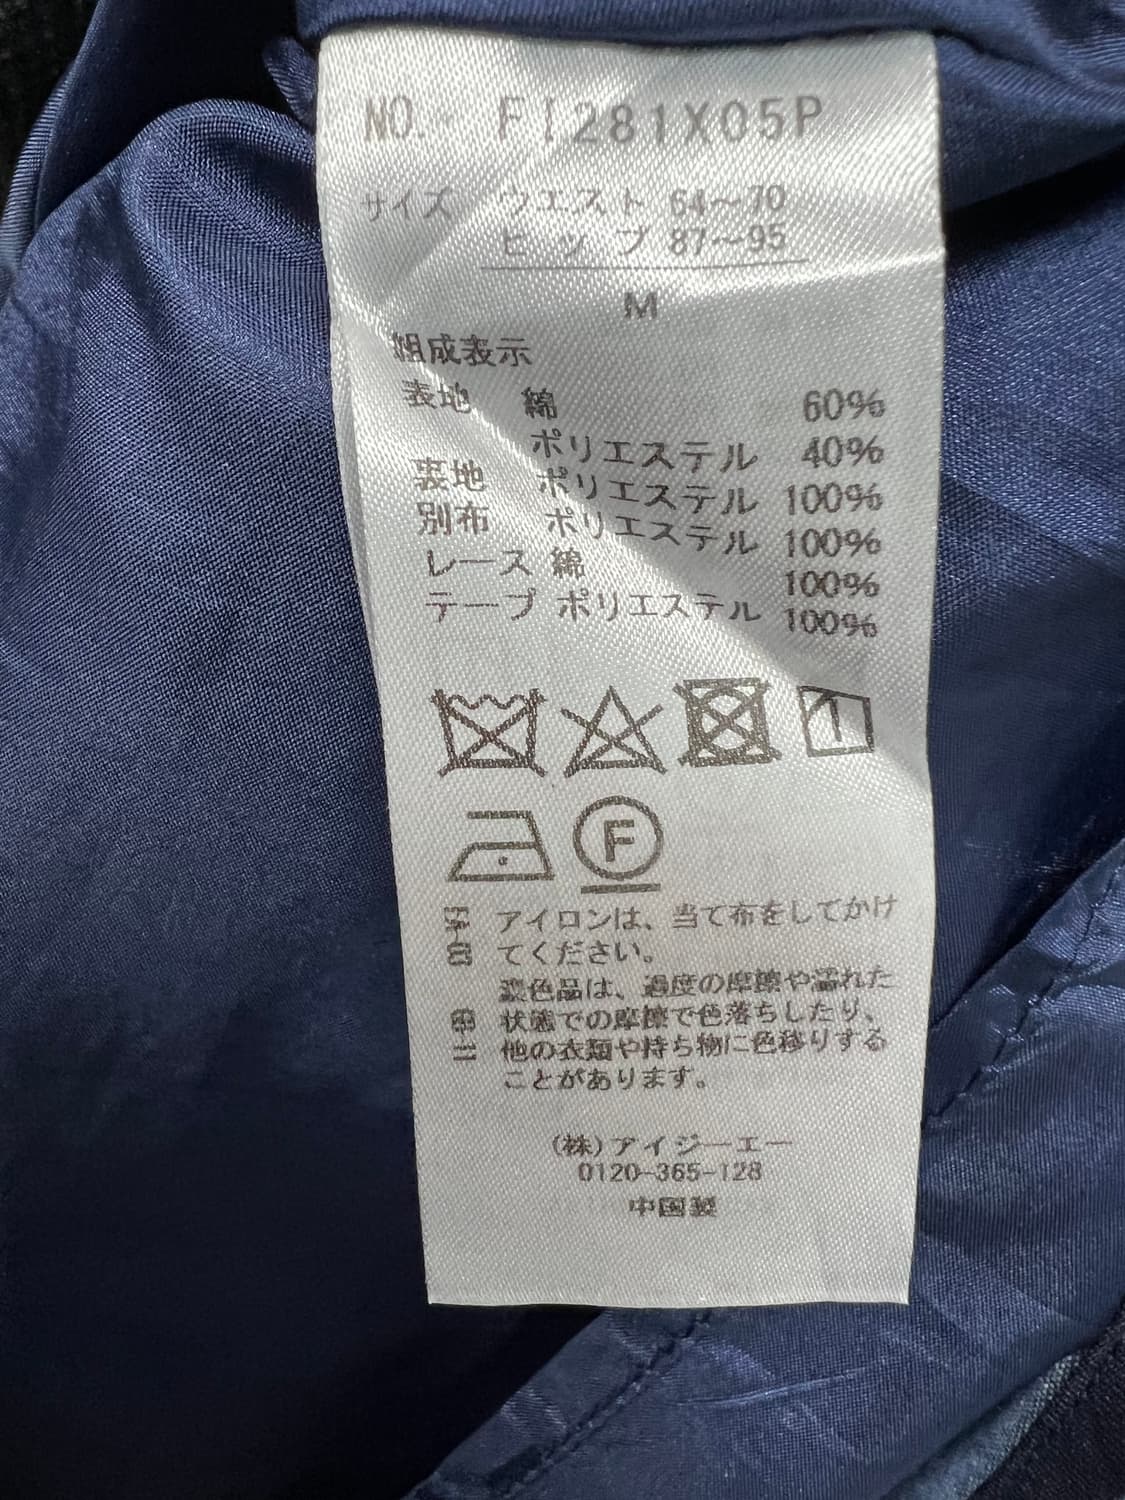 NO. FI281X05P
サイズ ウエスト 64〜70
ヒップ 87〜95
M
組成表示
表地 綿 60%
ポリエステル 40%
裏地 ポリエステル 100%
別布 ポリエステル 100%
レース 綿 100%
テープ ポリエステル 100%
1
F
アイロンは、当て布をしてかけ
てください。
濃色品は、過度の摩擦や濡れた
状態での摩擦で色落ちしたり、
他の衣類や持ち物に色移りする
ことがあります。
(株)アイジーエー
0120-365-128
中国製